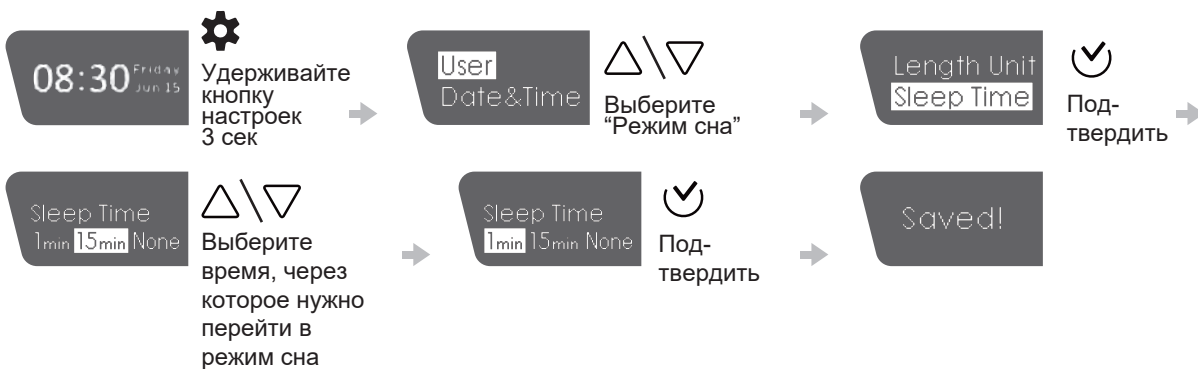 08:30 Friday
Jun 15
Удерживайте
кнопку
настроек
3 сек
User
Date&Time
Выберите
“Режим сна”
Length Unit
Sleep Time
Под-
твердить
Sleep Time
1min 15min None
Выберите
время, через
которое нужно
перейти в
режим сна
Sleep Time
1min 15min None
Под-
твердить
Saved!